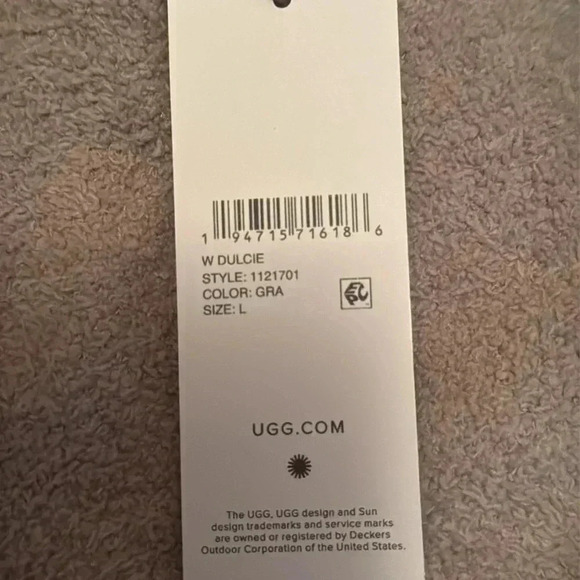 1 94715 71618 6
W DULCIE
STYLE: 1121701
COLOR: GRA
SIZE: L
EPC
UGG.COM
The UGG, UGG design and Sun
design trademarks and service marks
are owned or registered by Deckers
Outdoor Corporation of the United States.